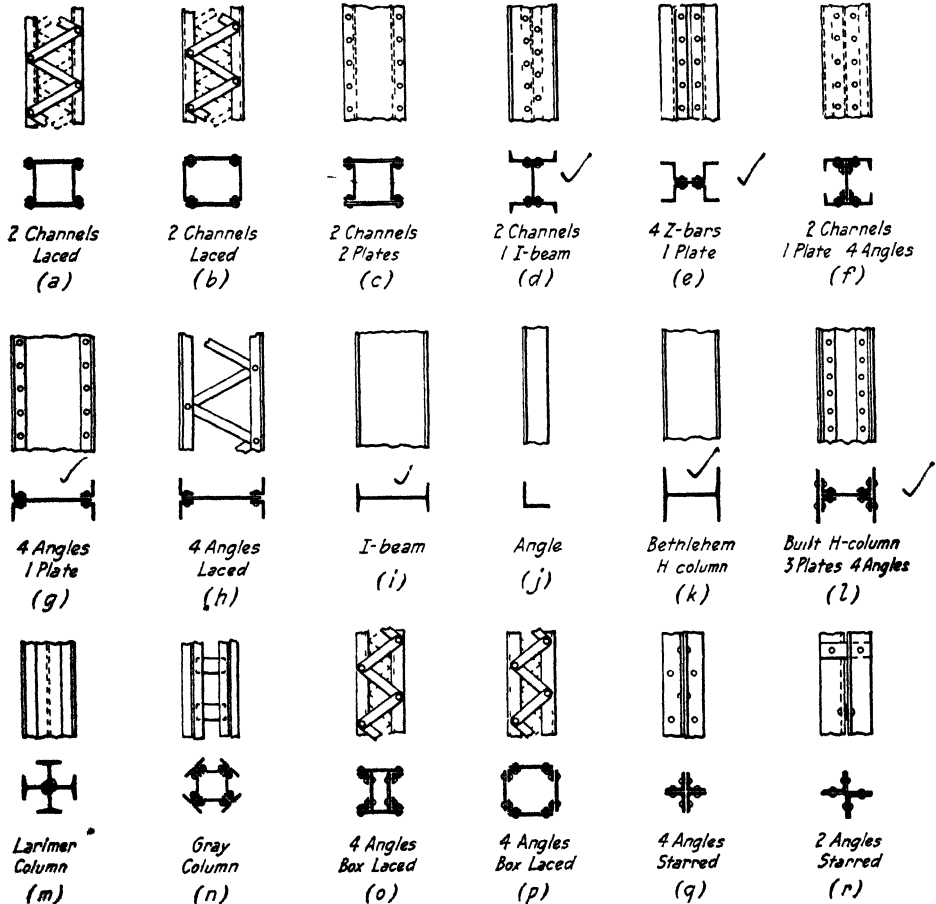 2 Channels
Laced
(a)
2 Channels
Laced
(b)
2 Channels
2 Plates
(c)
2 Channels
1 I-beam
(d)
4 Z-bars
1 Plate
(e)
2 Channels
1 Plate 4 Angles
(f)
4 Angles
1 Plate
(g)
4 Angles
Laced
(h)
I-beam
(i)
Angle
(j)
Bethlehem
H column
(k)
Built H-column
3 Plates 4 Angles
(l)
Larimer
Column
(m)
Gray
Column
(n)
4 Angles
Box Laced
(o)
4 Angles
Box Laced
(p)
4 Angles
Starred
(q)
2 Angles
Starred
(r)